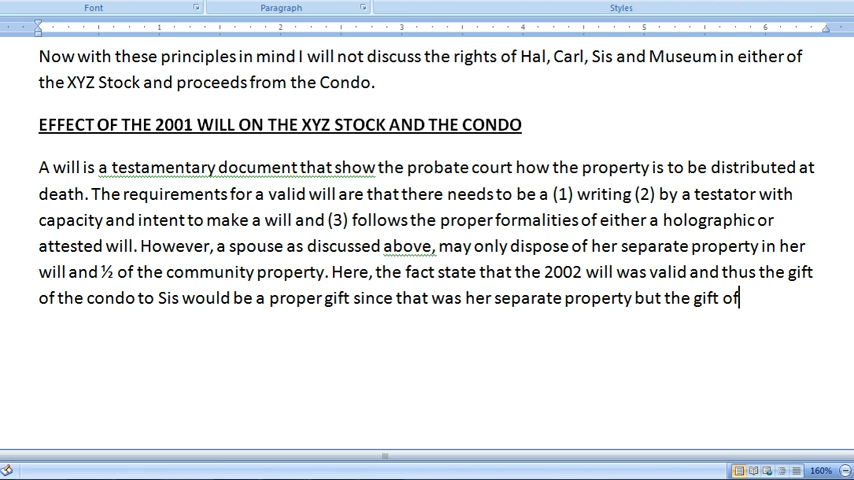 Font Paragraph Styles
1 2 3 4 5 6
Now with these principles in mind I will not discuss the rights of Hal, Carl, Sis and Museum in either of
the XYZ Stock and proceeds from the Condo.
EFFECT OF THE 2001 WILL ON THE XYZ STOCK AND THE CONDO
A will is a testamentary document that show the probate court how the property is to be distributed at
death. The requirements for a valid will are that there needs to be a (1) writing (2) by a testator with
capacity and intent to make a will and (3) follows the proper formalities of either a holographic or
attested will. However, a spouse as discussed above, may only dispose of her separate property in her
will and ½ of the community property. Here, the fact state that the 2002 will was valid and thus the gift
of the condo to Sis would be a proper gift since that was her separate property but the gift of
160%